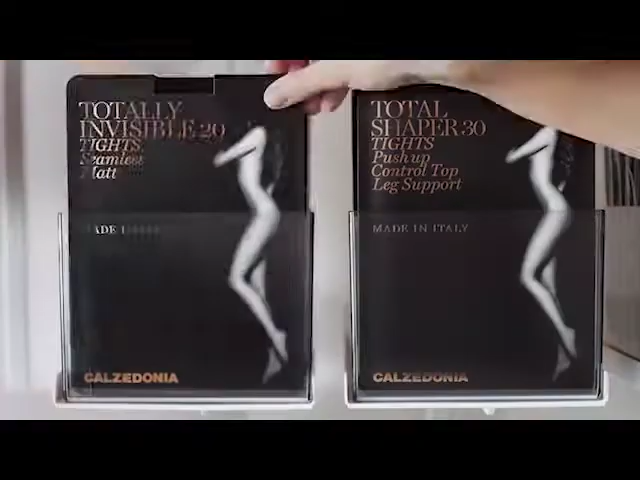 TOTALLY
INVISIBLE 20
TIGHTS
Seamless
Matt
CALZEDONIA
TOTAL
SHAPER 30
TIGHTS
Push up
Control Top
Leg Support
MADE IN ITALY
CALZEDONIA